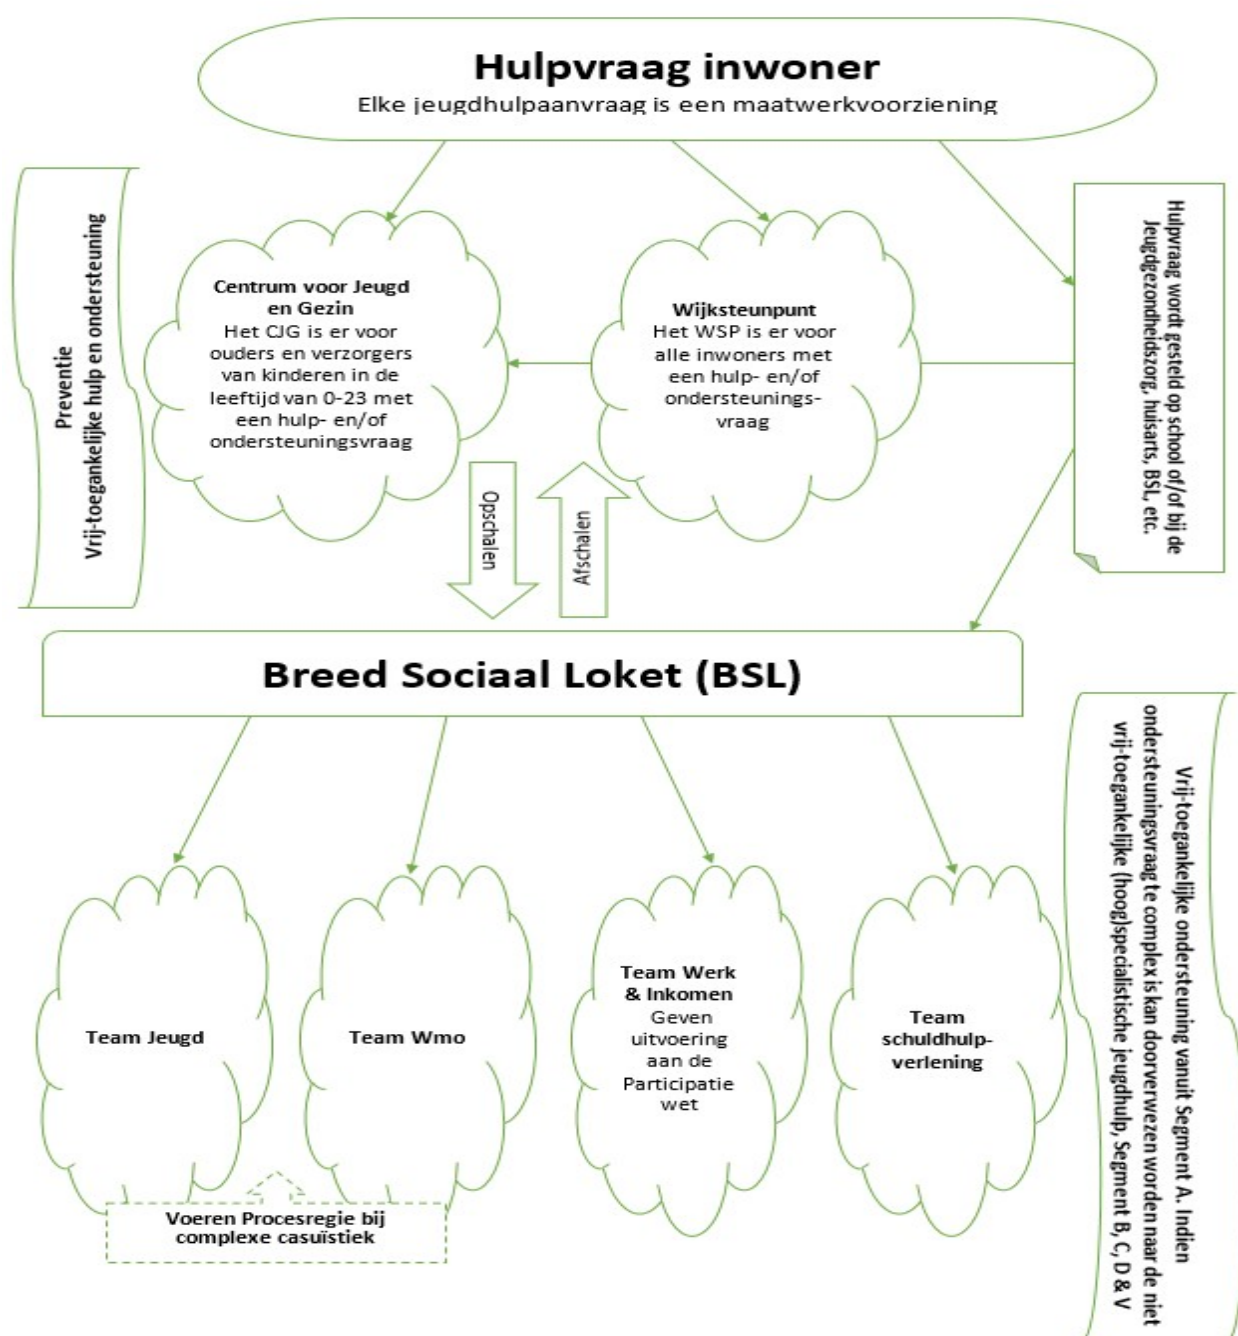 Hulpvraag inwoner
Elke jeugdhulpaanvraag is een maatwerkvoorziening
Preventie
Vrij-toegankelijke hulp en ondersteuning
Centrum voor Jeugd
en Gezin
Het CJG is er voor
ouders en verzorgers
van kinderen in de
leeftijd van 0-23 met
een hulp- en/of
ondersteuningsvraag
Wijksteunpunt
Het WSP is er voor
alle inwoners met
een hulp- en/of
ondersteunings-
vraag
Hulpvraag wordt gesteld op school of/of bij de
Jeugdgezondheidszorg, huisarts, BSL, etc.
Opschalen
Afschalen
Breed Sociaal Loket (BSL)
Team Jeugd
Team Wmo
Team Werk
& Inkomen
Geven
uitvoering
aan de
Participatie
wet
Team
schuldhulp-
verlening
Voeren Procesregie bij
complexe casuïstiek
Vrij-toegankelijke ondersteuning vanuit Segment A. Indien
ondersteuningsvraag te complex is kan doorverwezen worden naar de niet
vrij-toegankelijke (hoog)specialistische jeugdhulp, Segment B, C, D & V